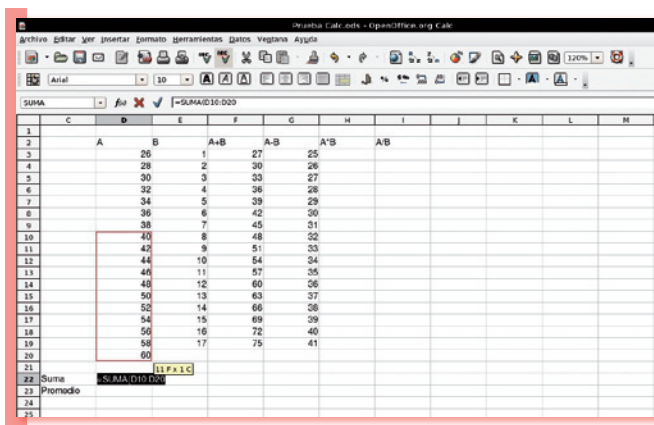 Prueba Calc.ods - OpenOffice.org Calc
Archivo Editar Ver Insertar Formato Herramientas Datos Ventana Ayuda
120%
Arial 10
SUMA =SUMA(D10:D20
C D E F G H I J K L M
1
2 A B A+B A-B A*B A/B
3 26 1 27 25
4 28 2 30 26
5 30 3 33 27
6 32 4 36 28
7 34 5 39 29
8 36 6 42 30
9 38 7 45 31
10 40 8 48 32
11 42 9 51 33
12 44 10 54 34
13 46 11 57 35
14 48 12 60 36
15 50 13 63 37
16 52 14 66 38
17 54 15 69 39
18 56 16 72 40
19 58 17 75 41
20 60
21 11 F x 1 C
22 Suma =SUMA(D10:D20
23 Promedio
24
25